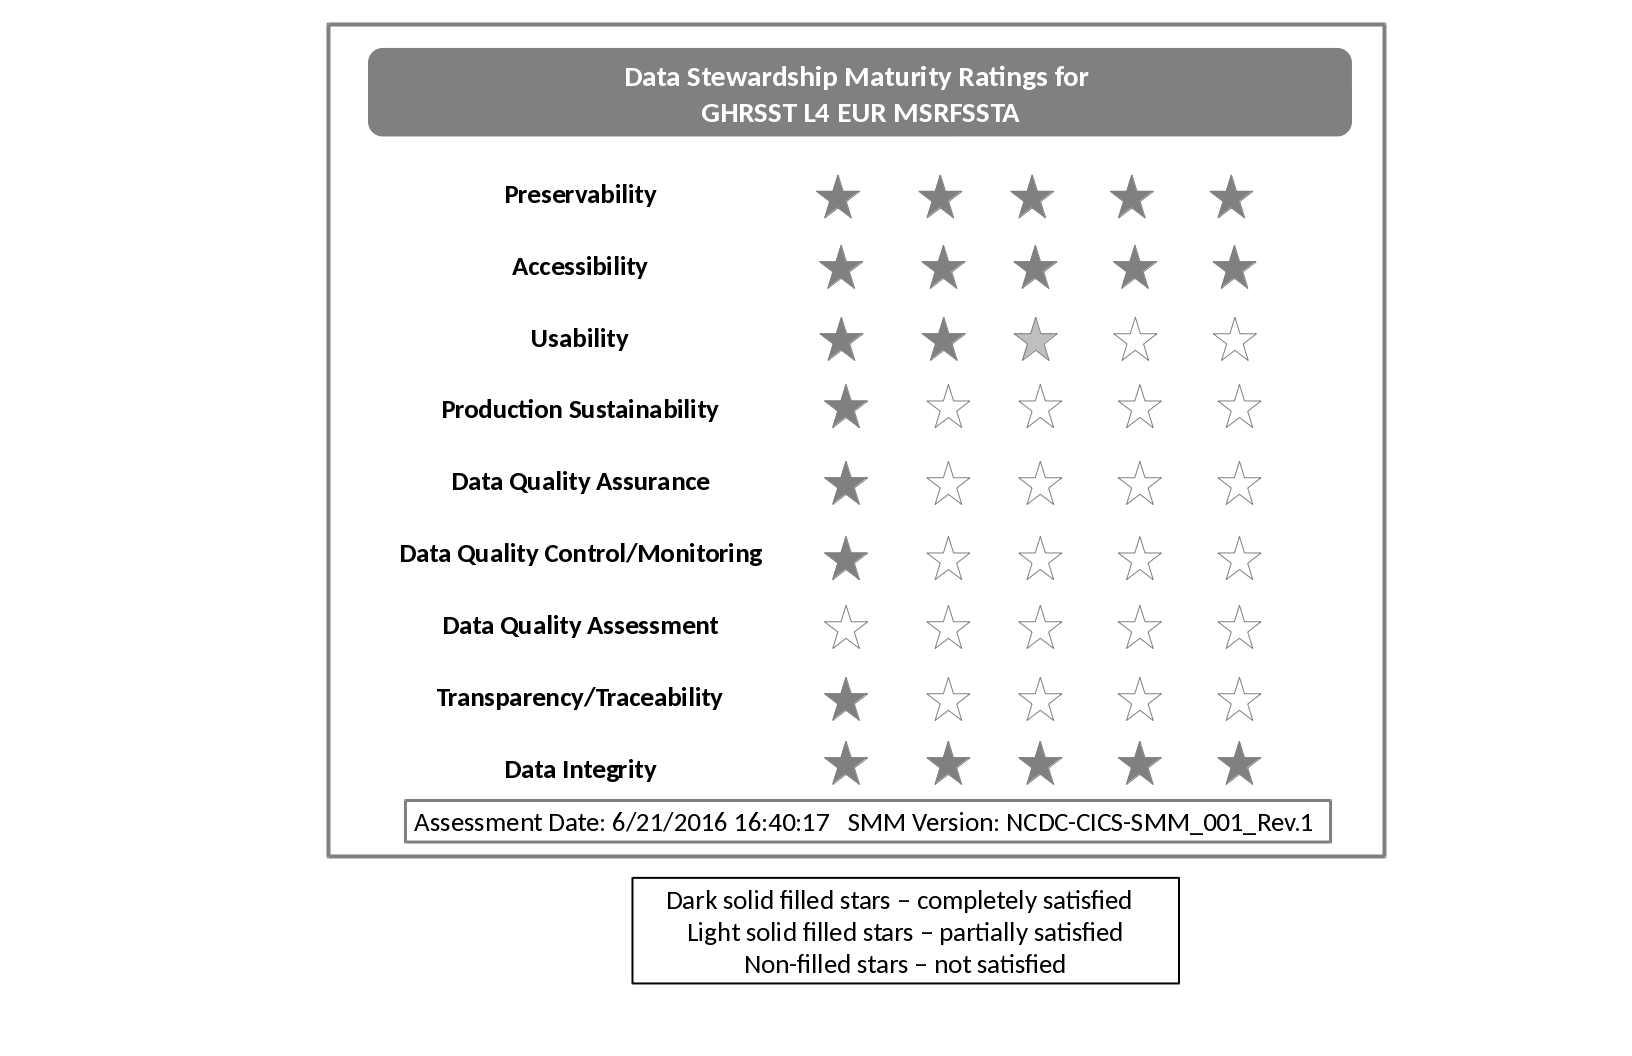 Data Stewardship Maturity Ratings for
GHRSST L4 EUR MSRFSSTA
Preservability
Accessibility
Usability
Production Sustainability
Data Quality Assurance
Data Quality Control/Monitoring
Data Quality Assessment
Transparency/Traceability
Data Integrity
Assessment Date: 6/21/2016 16:40:17 SMM Version: NCDC-CICS-SMM_001_Rev.1
Dark solid filled stars – completely satisfied
Light solid filled stars – partially satisfied
Non-filled stars – not satisfied